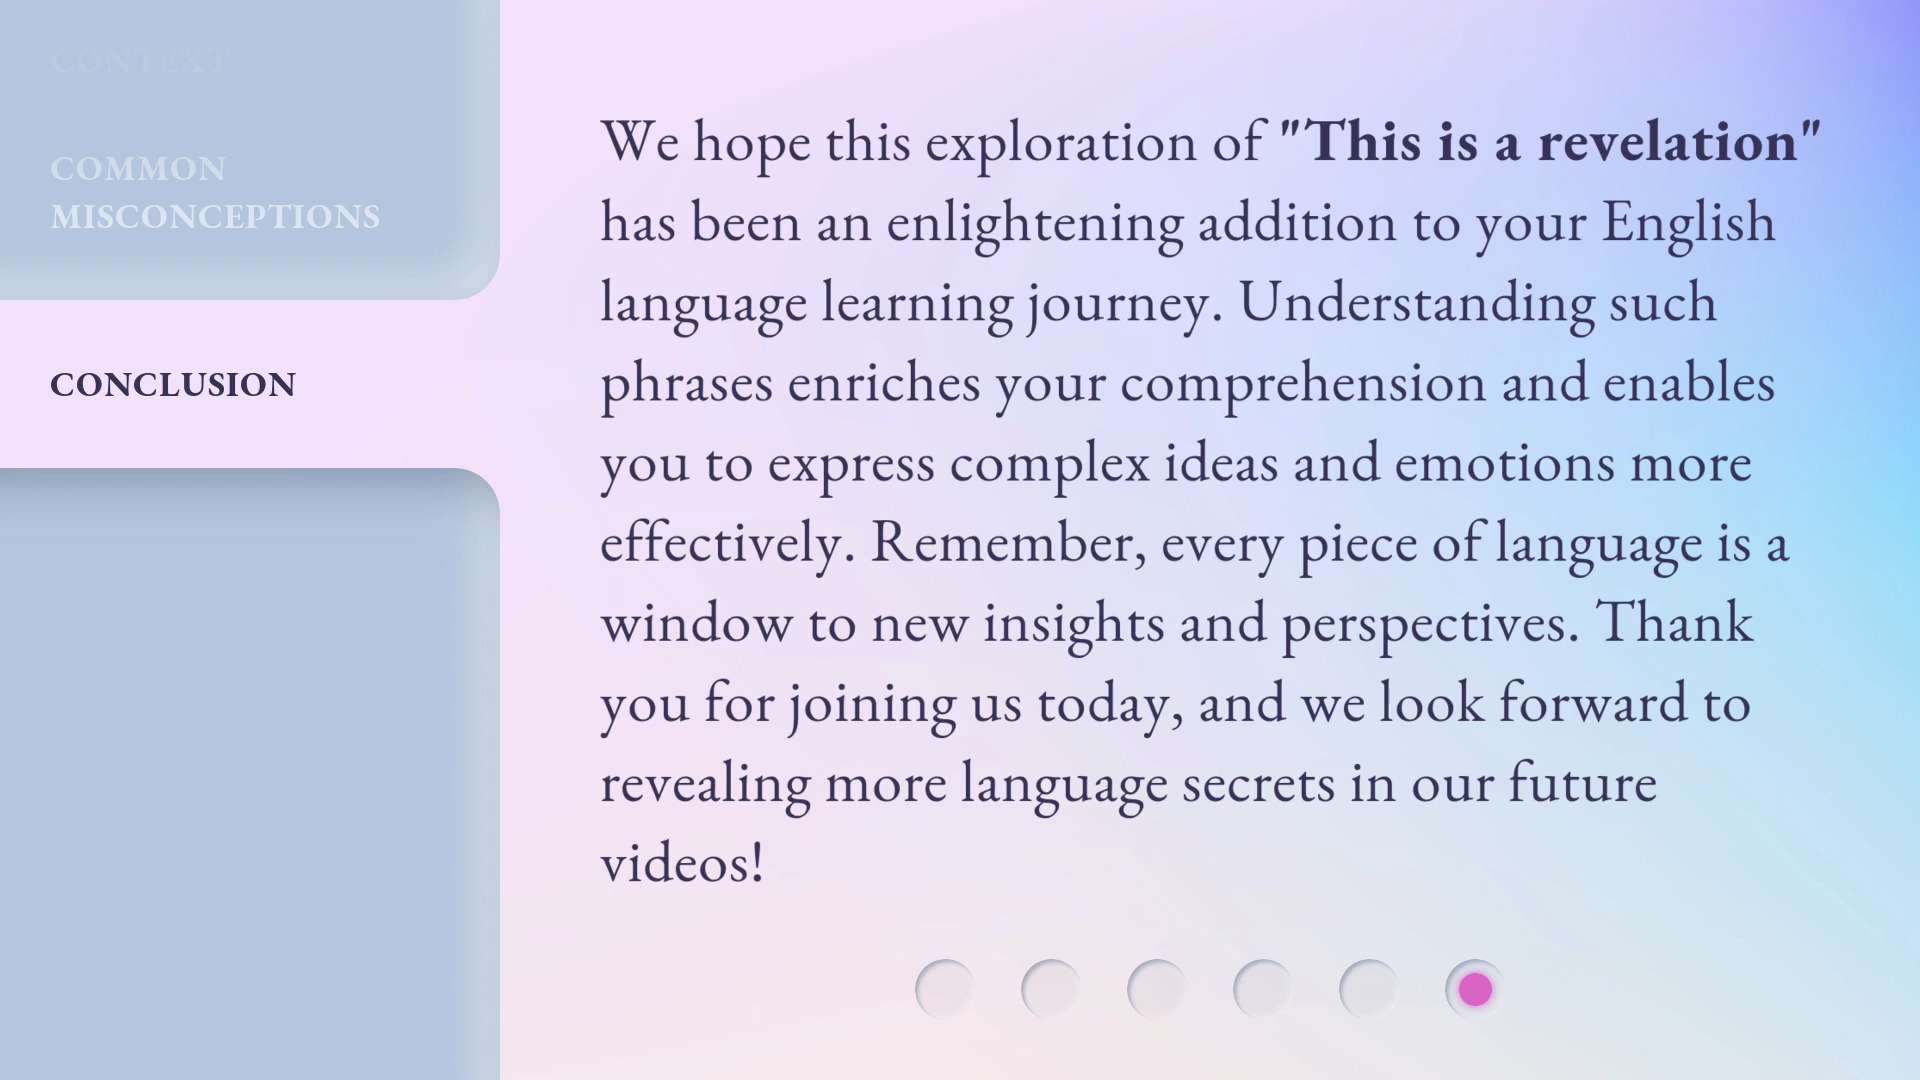 CONTEXT
COMMON
MISCONCEPTIONS
CONCLUSION
We hope this exploration of "This is a revelation"
has been an enlightening addition to your English
language learning journey. Understanding such
phrases enriches your comprehension and enables
you to express complex ideas and emotions more
effectively. Remember, every piece of language is a
window to new insights and perspectives. Thank
you for joining us today, and we look forward to
revealing more language secrets in our future
videos!